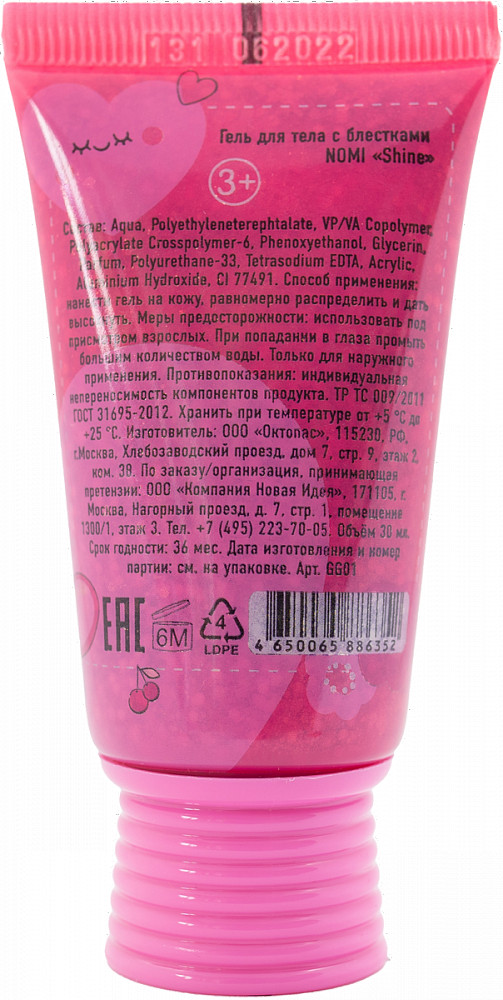 131 062022
Гель для тела с блестками
NOMI «Shine»
3+
Состав: Aqua, Polyethyleneterephtalate, VP/VA Copolymer,
Polyacrylate Crosspolymer-6, Phenoxyethanol, Glycerin,
Parfum, Polyurethane-33, Tetrasodium EDTA, Acrylic,
Aluminium Hydroxide, CI 77491. Способ применения:
нанести гель на кожу, равномерно распределить и дать
высохнуть. Меры предосторожности: использовать под
присмотром взрослых. При попадании в глаза промыть
большим количеством воды. Только для наружного
применения. Противопоказания: индивидуальная
непереносимость компонентов продукта. ТР ТС 009/2011
ГОСТ 31695-2012. Хранить при температуре от +5 °С до
+25 °С. Изготовитель: ООО «Октопас», 115230, РФ,
г.Москва, Хлебозаводский проезд, дом 7, стр. 9, этаж 2,
ком. 38. По заказу/организация, принимающая
претензии: ООО «Компания Новая Идея», 171105, г.
Москва, Нагорный проезд, д. 7, стр. 1, помещение
1300/1, этаж 3. Тел. +7 (495) 223-70-05. Объём 30 мл.
Срок годности: 36 мес. Дата изготовления и номер
партии: см. на упаковке. Арт. GG01
EAC
6M
4
LDPE
4 650065 886352